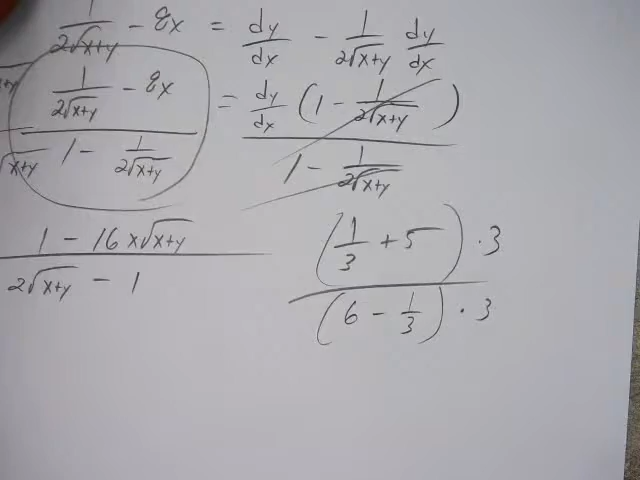 1/(2√(x+y)) - 8x = dy/dx - 1/(2√(x+y)) dy/dx
(1/(2√(x+y)) - 8x)/(1 - 1/(2√(x+y))) = dy/dx (1 - 1/(2√(x+y)))/(1 - 1/(2√(x+y)))
(1 - 16x√(x+y))/(2√(x+y) - 1)
((1/3 + 5) · 3)/((6 - 1/3) · 3)